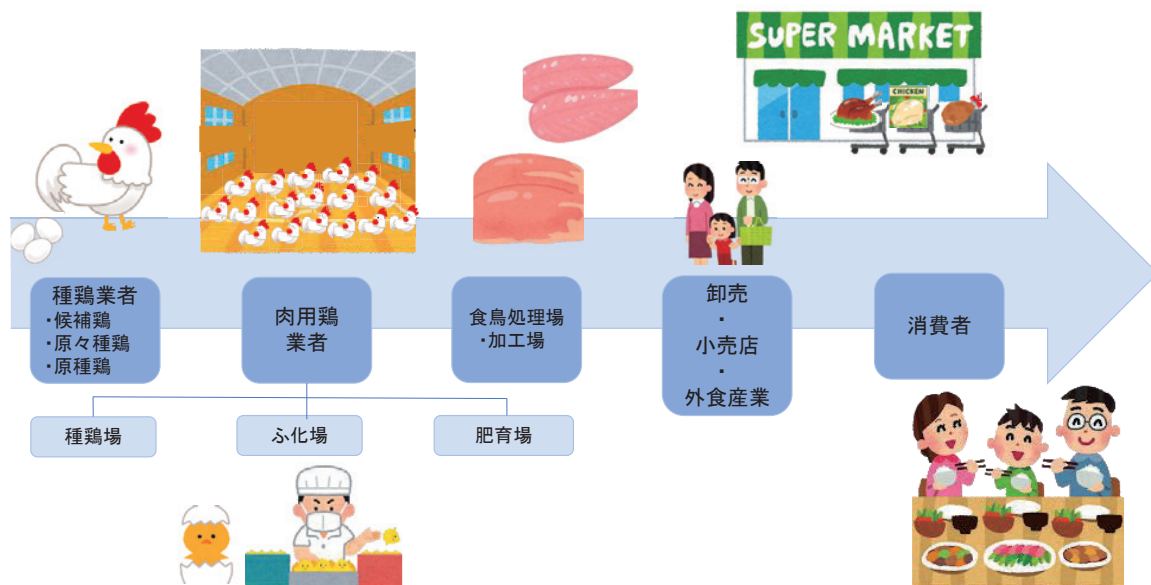 SUPER MARKET
CHICKEN
種鶏業者
・候補鶏
・原々種鶏
・原種鶏
肉用鶏
業者
食鳥処理場
・加工場
卸売
・
小売店
・
外食産業
消費者
種鶏場
ふ化場
肥育場